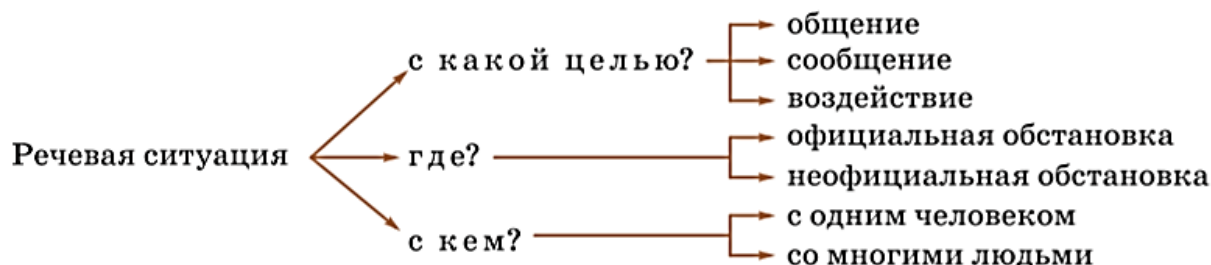 Речевая ситуация
с какой целью?
общение
сообщение
воздействие
где?
официальная обстановка
неофициальная обстановка
с кем?
с одним человеком
со многими людьми